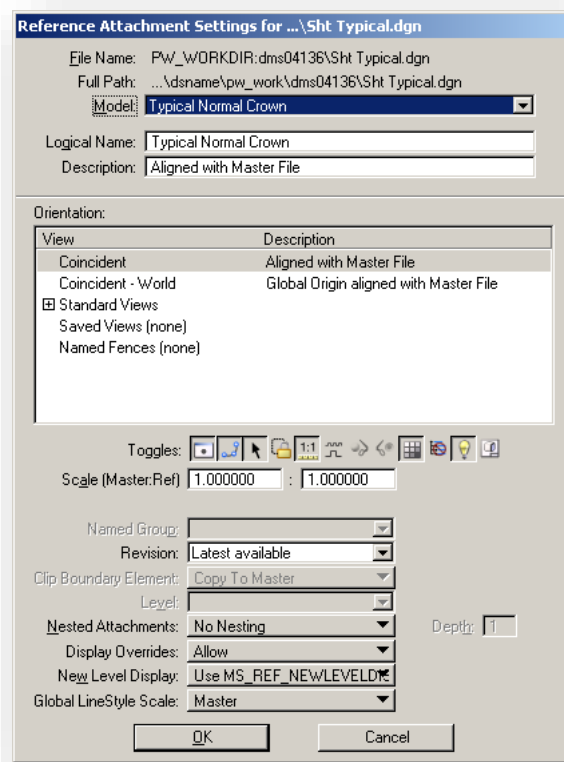 Reference Attachment Settings for ...\Sht Typical.dgn
File Name: PW_WORKDIR:dms04136\Sht Typical.dgn
Full Path: ...\dsname\pw_work\dms04136\Sht Typical.dgn
Model: Typical Normal Crown
Logical Name: Typical Normal Crown
Description: Aligned with Master File
Orientation:
View Description
Coincident Aligned with Master File
Coincident - World Global Origin aligned with Master File
Standard Views
Saved Views (none)
Named Fences (none)
Toggles: 1:1
Scale (Master:Ref) 1.000000 : 1.000000
Named Group:
Revision: Latest available
Clip Boundary Element: Copy To Master
Level:
Nested Attachments: No Nesting Depth: 1
Display Overrides: Allow
New Level Display: Use MS_REF_NEWLEVELDIS
Global LineStyle Scale: Master
OK Cancel